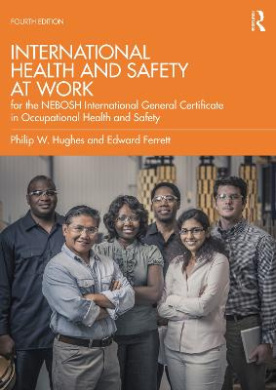 FOURTH EDITION
R
INTERNATIONAL
HEALTH AND SAFETY
AT WORK
for the NEBOSH International General Certificate
in Occupational Health and Safety
Philip W. Hughes and Edward Ferrett